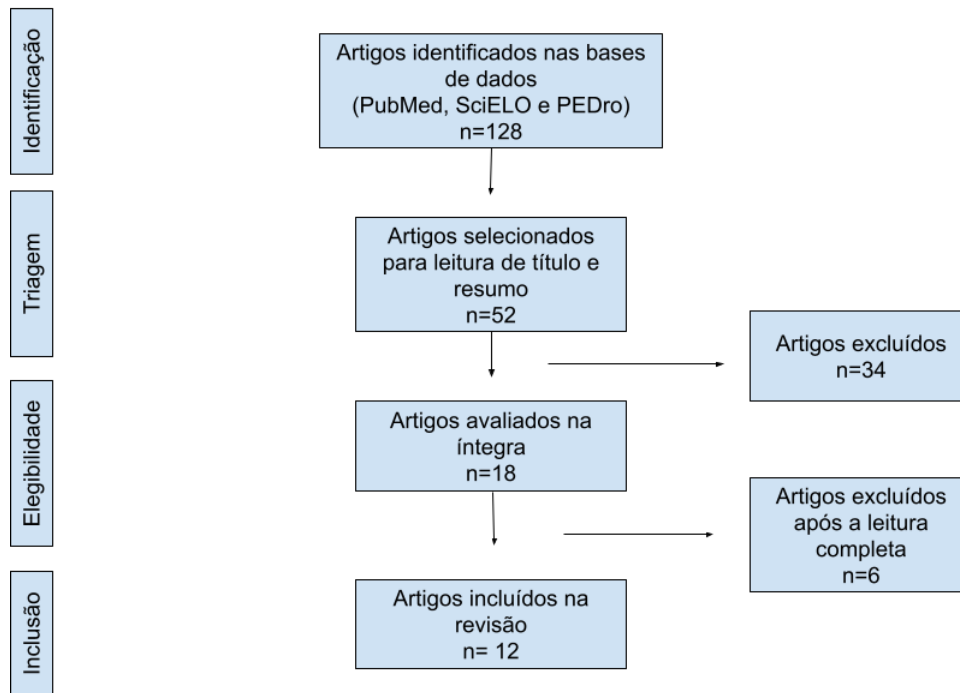 Identificação
Artigos identificados nas bases
de dados
(PubMed, SciELO e PEDro)
n=128
Triagem
Artigos selecionados
para leitura de título e
resumo
n=52
Artigos excluídos
n=34
Elegibilidade
Artigos avaliados na
íntegra
n=18
Artigos excluídos
após a leitura
completa
n=6
Inclusão
Artigos incluídos na
revisão
n= 12